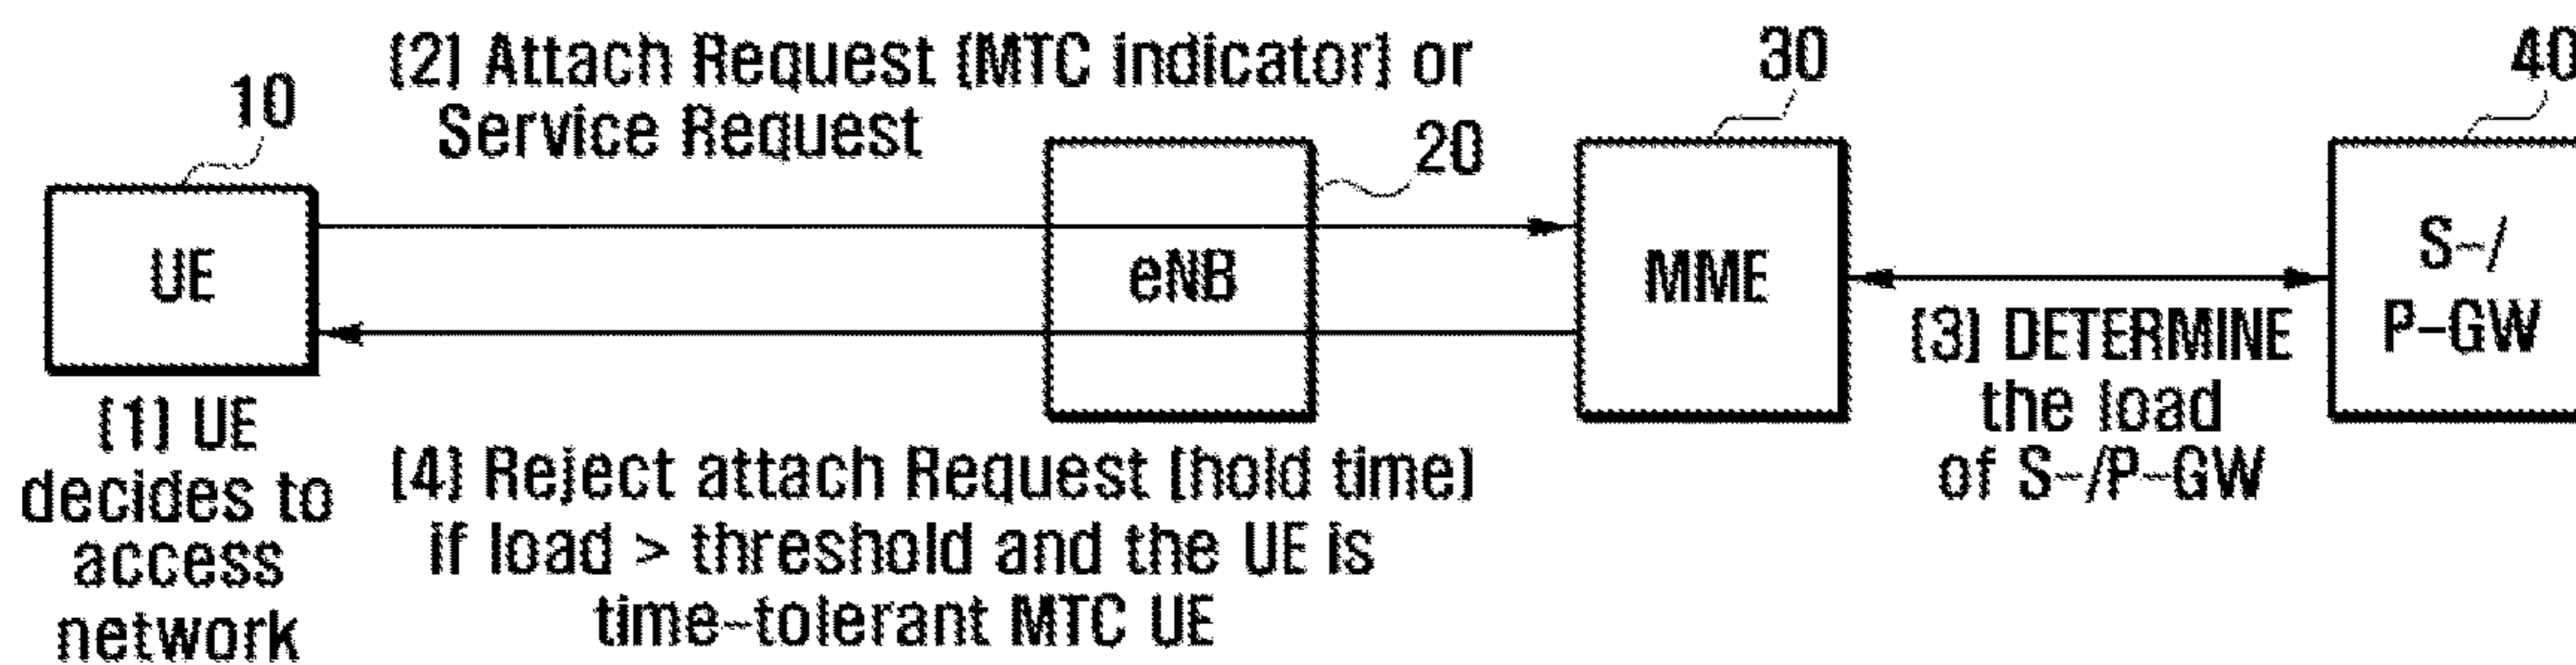 10
(2) Attach Request (MTC indicator) or
Service Request
20
30
40
UE
eNB
MME
S-/
P-GW
(1) UE
decides to
access
network
(3) DETERMINE
the load
of S-/P-GW
(4) Reject attach Request (hold time)
if load > threshold and the UE is
time-tolerant MTC UE